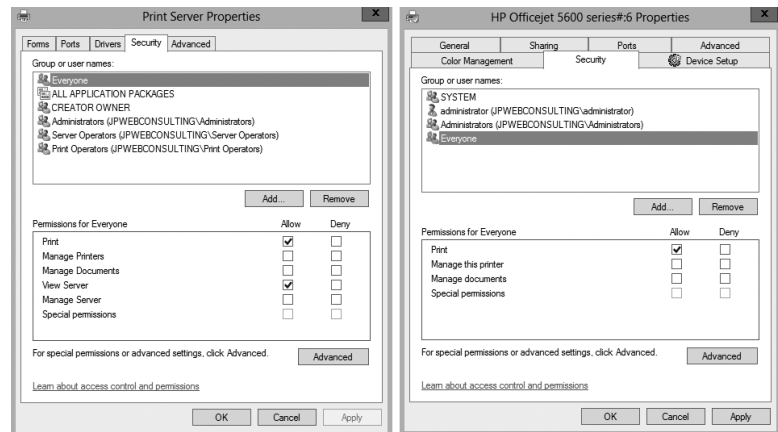 Print Server Properties
x
Forms Ports Drivers Security Advanced
Group or user names:
Everyone
ALL APPLICATION PACKAGES
CREATOR OWNER
Administrators (JPWEBCONSULTING\Administrators)
Server Operators (JPWEBCONSULTING\Server Operators)
Print Operators (JPWEBCONSULTING\Print Operators)
Add... Remove
Permissions for Everyone Allow Deny
Print
Manage Printers
Manage Documents
View Server
Manage Server
Special permissions
For special permissions or advanced settings, click Advanced. Advanced
Learn about access control and permissions
OK Cancel Apply
HP Officejet 5600 series#:6 Properties
x
General Sharing Ports Advanced
Color Management Security Device Setup
Group or user names:
SYSTEM
administrator (JPWEBCONSULTING\administrator)
Administrators (JPWEBCONSULTING\Administrators)
Everyone
Add... Remove
Permissions for Everyone Allow Deny
Print
Manage this printer
Manage documents
Special permissions
For special permissions or advanced settings, click Advanced. Advanced
Learn about access control and permissions
OK Cancel Apply